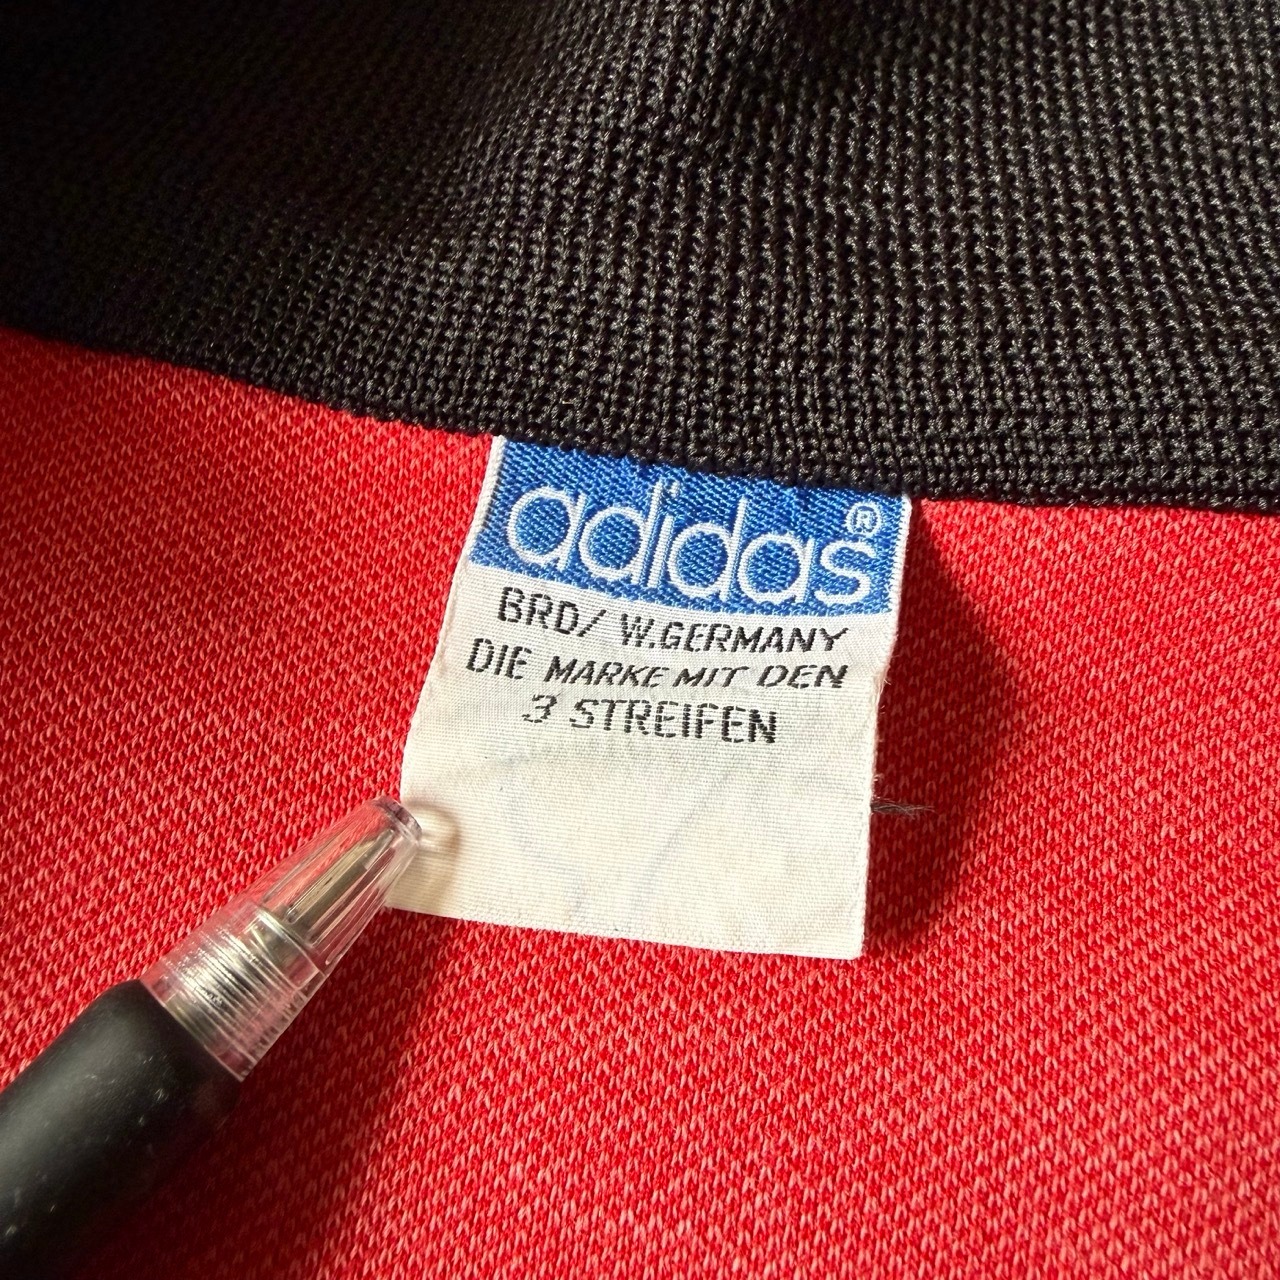 adidas®
BRD/ W.GERMANY
DIE MARKE MIT DEN
3 STREIFEN